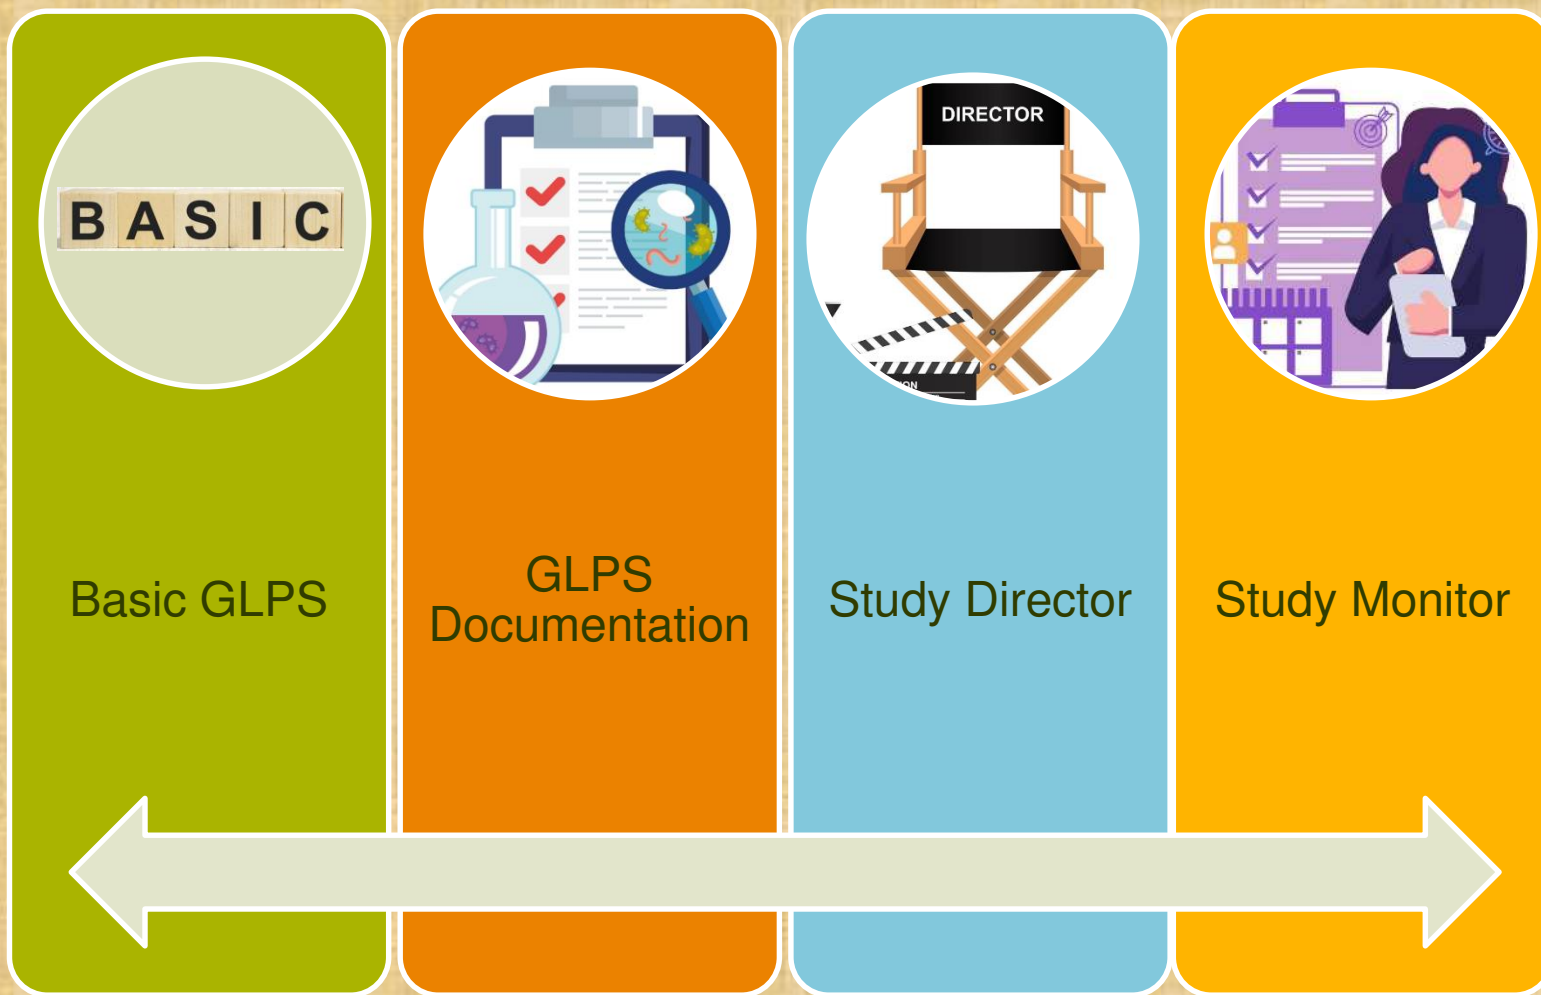 BASIC
DIRECTOR
Basic GLPS
GLPS
Documentation
Study Director
Study Monitor